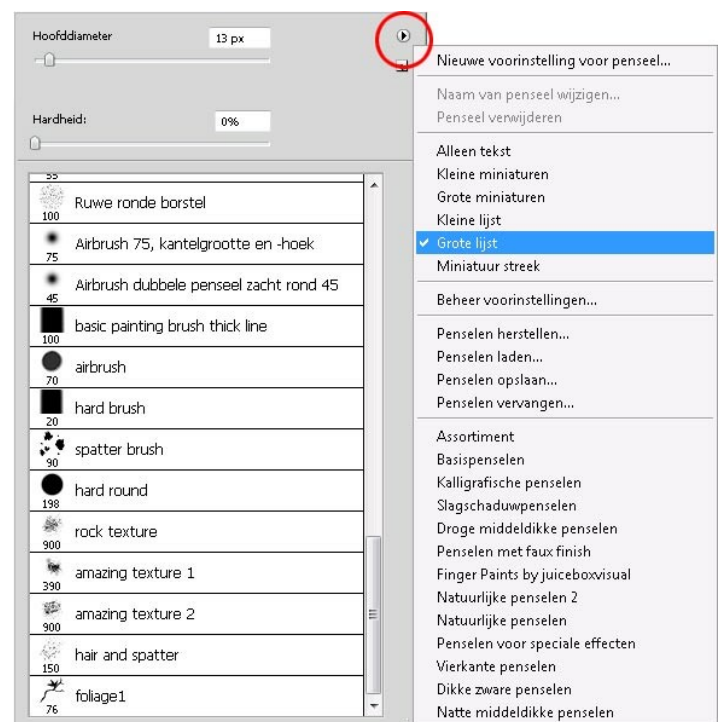 Hoofddiameter
13 px
Hardheid:
0%
55
Ruwe ronde borstel
100
Airbrush 75, kantelgrootte en -hoek
75
Airbrush dubbele penseel zacht rond 45
45
basic painting brush thick line
100
airbrush
70
hard brush
20
spatter brush
90
hard round
198
rock texture
900
amazing texture 1
390
amazing texture 2
900
hair and spatter
150
foliage1
76
Nieuwe voorinstelling voor penseel...
Naam van penseel wijzigen...
Penseel verwijderen
Alleen tekst
Kleine miniaturen
Grote miniaturen
Kleine lijst
Grote lijst
Miniatuur streek
Beheer voorinstellingen...
Penselen herstellen...
Penselen laden...
Penselen opslaan...
Penselen vervangen...
Assortiment
Basispenselen
Kalligrafische penselen
Slagschaduwpenselen
Droge middeldikke penselen
Penselen met faux finish
Finger Paints by juiceboxvisual
Natuurlijke penselen 2
Natuurlijke penselen
Penselen voor speciale effecten
Vierkante penselen
Dikke zware penselen
Natte middeldikke penselen